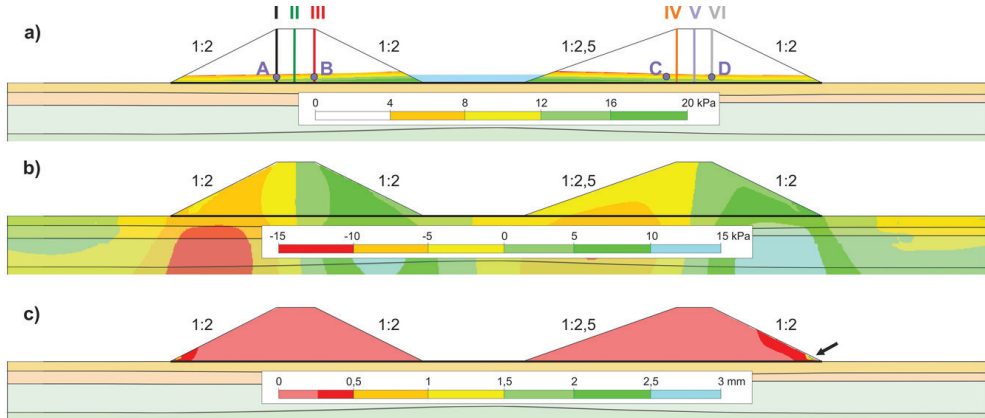 I II III IV V VI
a) 1:2 1:2 1:2,5 1:2
A B C D
0 4 8 12 16 20 kPa
b) 1:2 1:2 1:2,5 1:2
-15 -10 -5 0 5 10 15 kPa
c) 1:2 1:2 1:2,5 1:2
0 0,5 1 1,5 2 2,5 3 mm